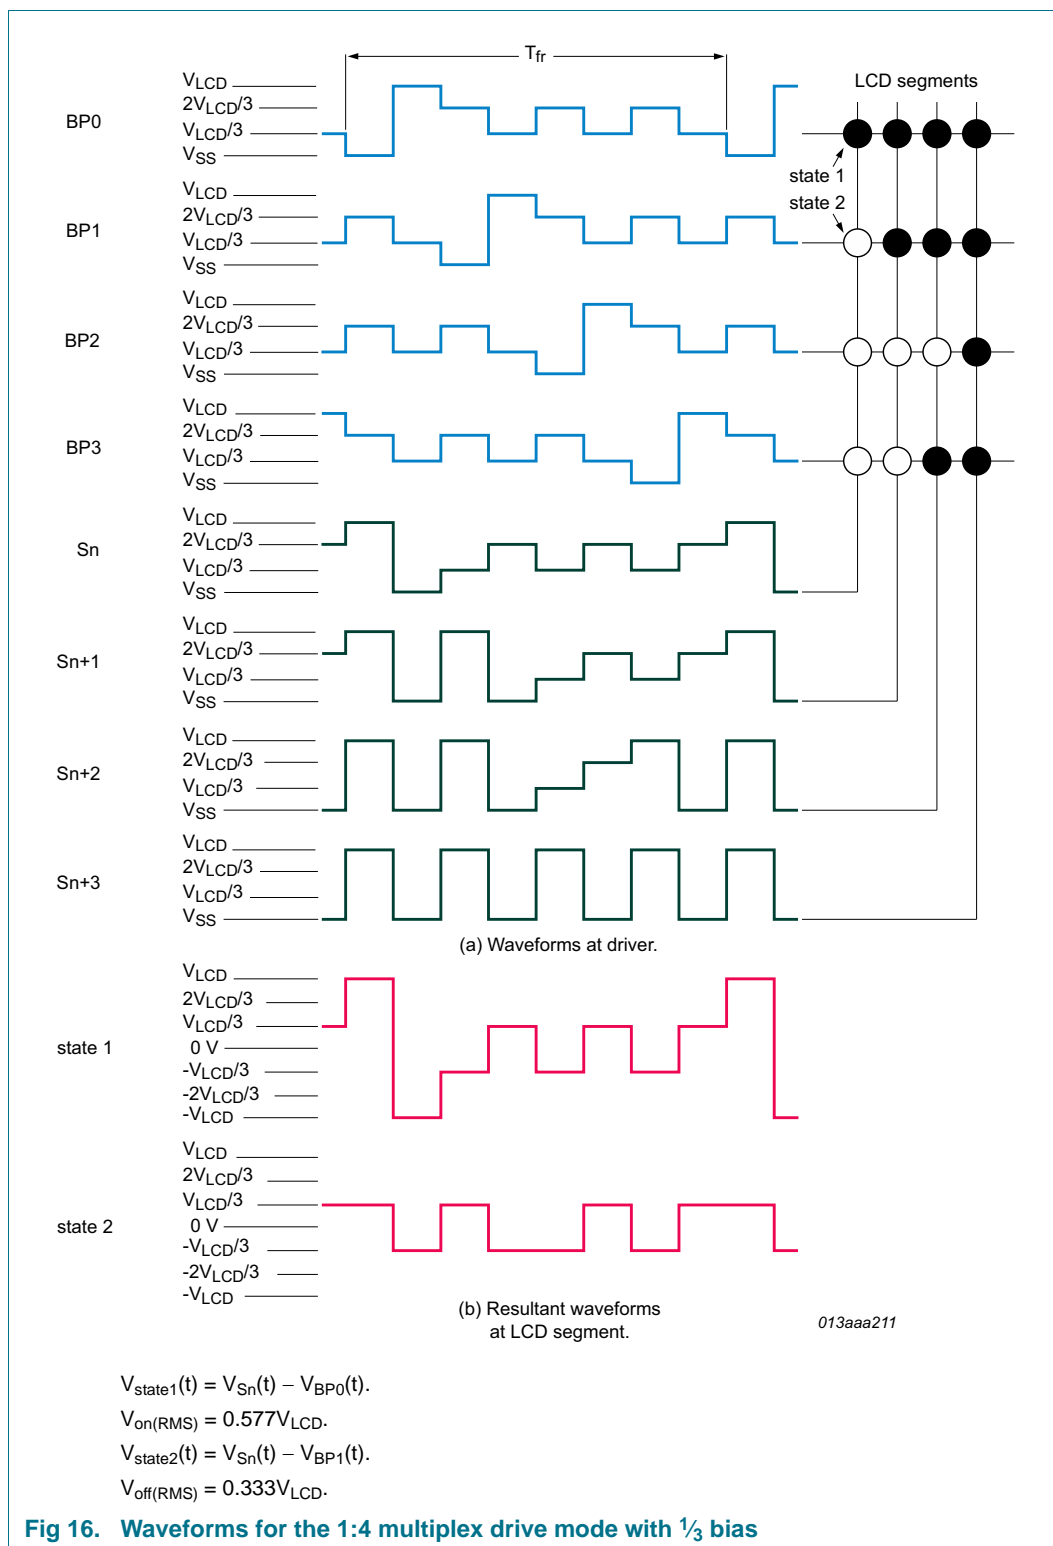 Tfr
VLCD
2VLCD/3
BP0
VLCD/3
VSS
LCD segments
state 1
state 2
VLCD
2VLCD/3
BP1
VLCD/3
VSS
VLCD
2VLCD/3
BP2
VLCD/3
VSS
VLCD
2VLCD/3
BP3
VLCD/3
VSS
VLCD
2VLCD/3
Sn
VLCD/3
VSS
VLCD
2VLCD/3
Sn+1
VLCD/3
VSS
VLCD
2VLCD/3
Sn+2
VLCD/3
VSS
VLCD
2VLCD/3
Sn+3
VLCD/3
VSS
(a) Waveforms at driver.
VLCD
2VLCD/3
VLCD/3
state 1
0 V
-VLCD/3
-2VLCD/3
-VLCD
VLCD
2VLCD/3
VLCD/3
state 2
0 V
-VLCD/3
-2VLCD/3
-VLCD
(b) Resultant waveforms
at LCD segment.
013aaa211
Vstate1(t) = VSn(t) − VBP0(t).
Von(RMS) = 0.577VLCD.
Vstate2(t) = VSn(t) − VBP1(t).
Voff(RMS) = 0.333VLCD.
Fig 16. Waveforms for the 1:4 multiplex drive mode with 1⁄3 bias